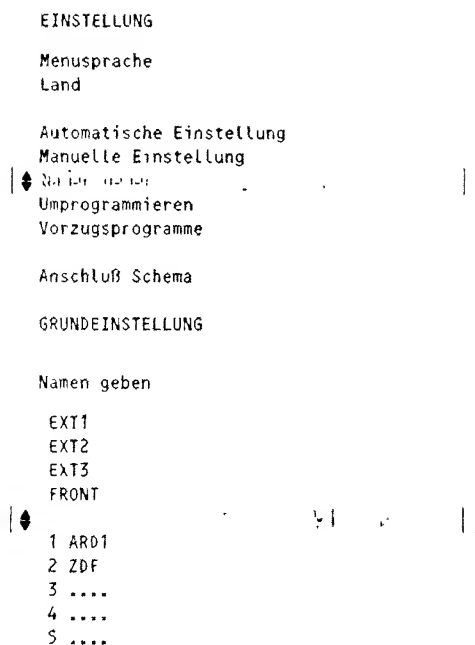 EINSTELLUNG
Menusprache
Land
Automatische Einstellung
Manuelle Einstellung
Umprogrammieren
Vorzugsprogramme
Anschluß Schema
GRUNDEINSTELLUNG
Namen geben
EXT1
EXT2
EXT3
FRONT
1 ARD1
2 ZDF
3 ....
4 ....
5 ....